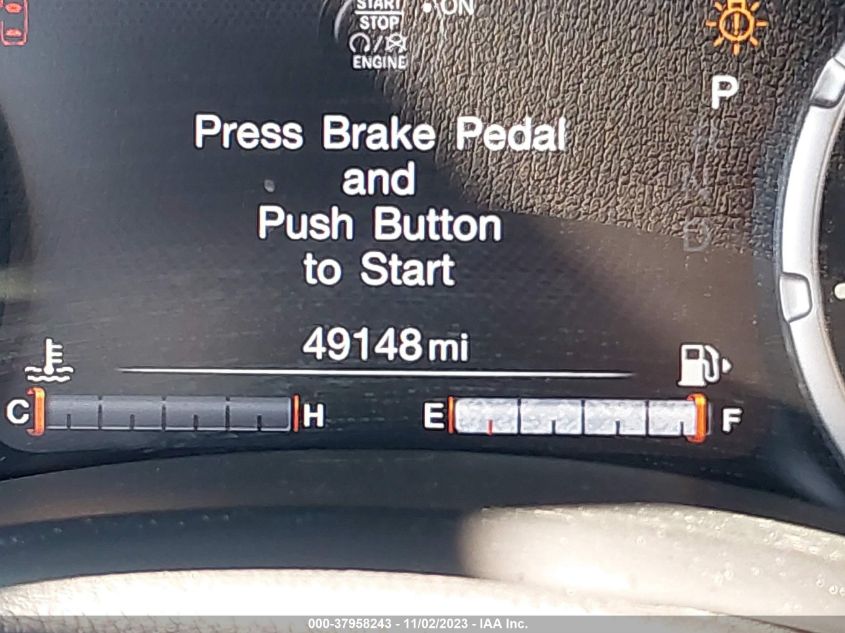 START
STOP
ON
ENGINE
P
Press Brake Pedal
and
Push Button
to Start
D
49148 mi
C H E F
000-37958243 - 11/02/2023 - IAA Inc.